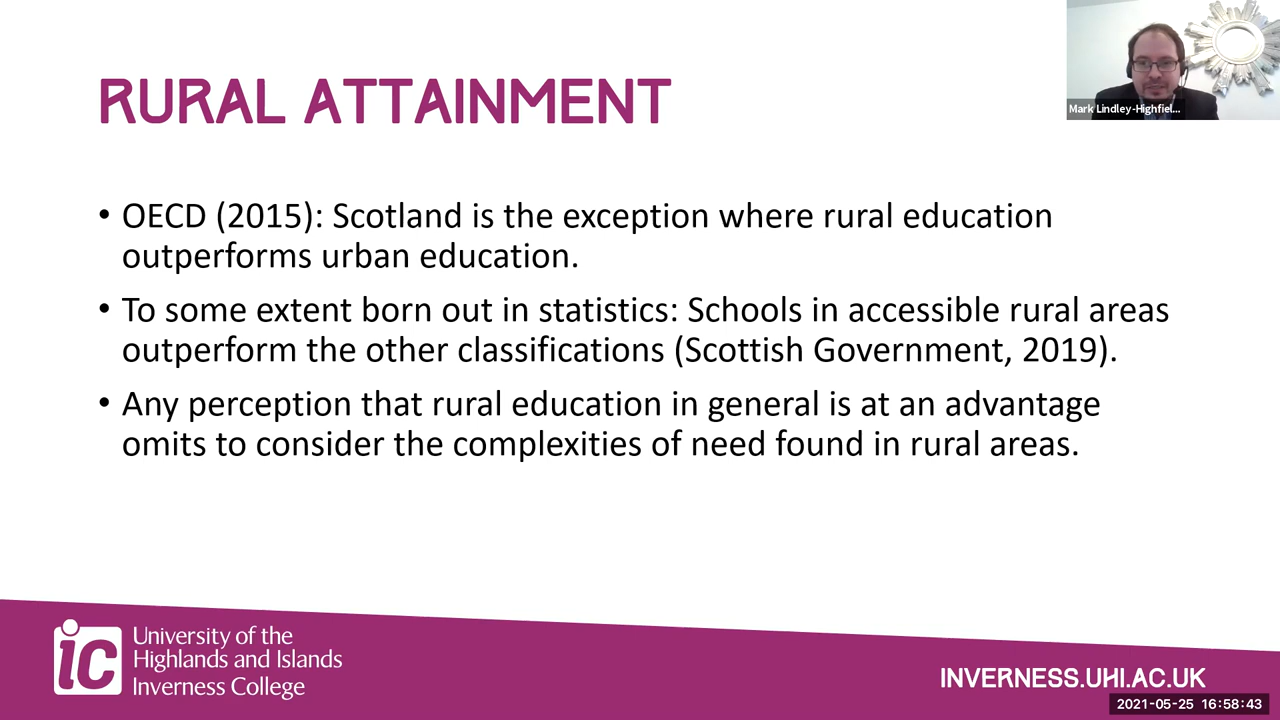 RURAL ATTAINMENT
Mark Lindley-Highfiel...
• OECD (2015): Scotland is the exception where rural education
outperforms urban education.
• To some extent born out in statistics: Schools in accessible rural areas
outperform the other classifications (Scottish Government, 2019).
• Any perception that rural education in general is at an advantage
omits to consider the complexities of need found in rural areas.
ic
University of the
Highlands and Islands
Inverness College
INVERNESS.UHI.AC.UK
2021-05-25 16:58:43